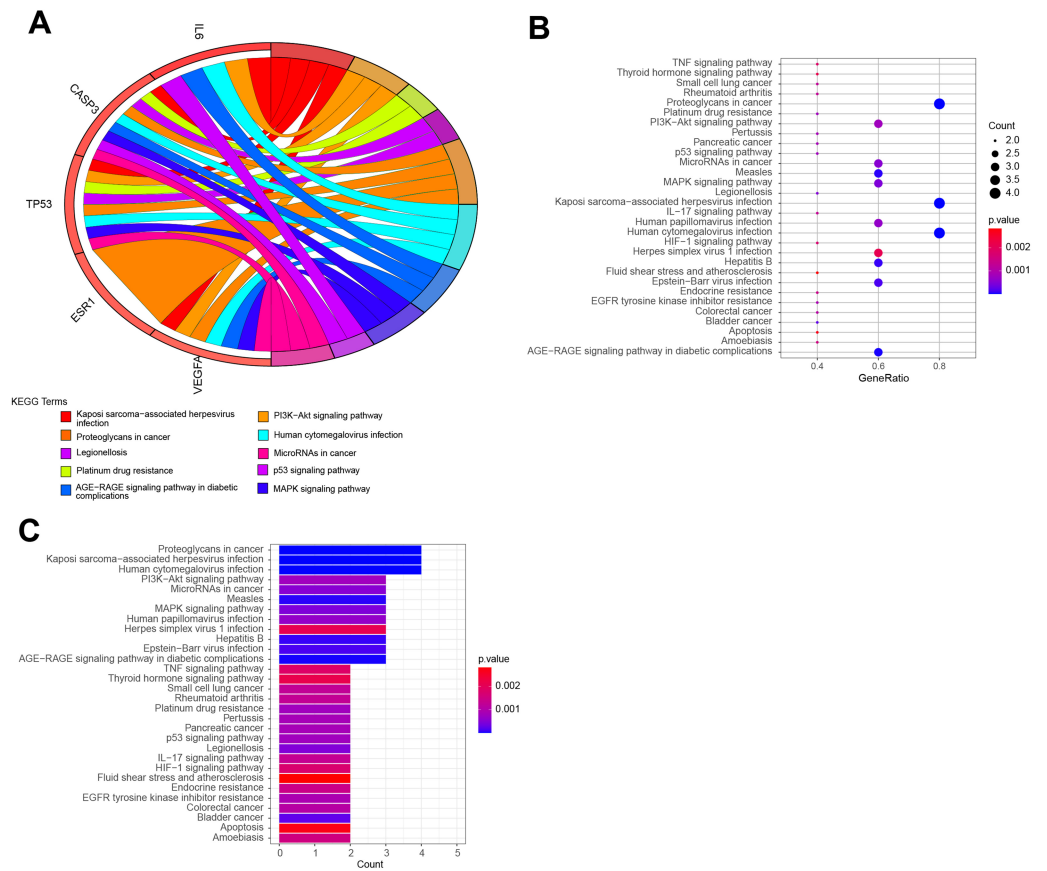 A
IL6
CASP3
TP53
ESR1
VEGFA
KEGG Terms
Kaposi sarcoma−associated herpesvirus
infection
Proteoglycans in cancer
Legionellosis
Platinum drug resistance
AGE−RAGE signaling pathway in diabetic
complications
PI3K−Akt signaling pathway
Human cytomegalovirus infection
MicroRNAs in cancer
p53 signaling pathway
MAPK signaling pathway
B
TNF signaling pathway
Thyroid hormone signaling pathway
Small cell lung cancer
Rheumatoid arthritis
Proteoglycans in cancer
Platinum drug resistance
PI3K−Akt signaling pathway
Pertussis
Pancreatic cancer
p53 signaling pathway
MicroRNAs in cancer
Measles
MAPK signaling pathway
Legionellosis
Kaposi sarcoma−associated herpesvirus infection
IL−17 signaling pathway
Human papillomavirus infection
Human cytomegalovirus infection
HIF−1 signaling pathway
Herpes simplex virus 1 infection
Hepatitis B
Fluid shear stress and atherosclerosis
Epstein−Barr virus infection
Endocrine resistance
EGFR tyrosine kinase inhibitor resistance
Colorectal cancer
Bladder cancer
Apoptosis
Amoebiasis
AGE−RAGE signaling pathway in diabetic complications
0.4 0.6 0.8
GeneRatio
Count
2.0
2.5
3.0
3.5
4.0
p.value
0.002
0.001
C
Proteoglycans in cancer
Kaposi sarcoma−associated herpesvirus infection
Human cytomegalovirus infection
PI3K−Akt signaling pathway
MicroRNAs in cancer
Measles
MAPK signaling pathway
Human papillomavirus infection
Herpes simplex virus 1 infection
Hepatitis B
Epstein−Barr virus infection
AGE−RAGE signaling pathway in diabetic complications
TNF signaling pathway
Thyroid hormone signaling pathway
Small cell lung cancer
Rheumatoid arthritis
Platinum drug resistance
Pertussis
Pancreatic cancer
p53 signaling pathway
Legionellosis
IL−17 signaling pathway
HIF−1 signaling pathway
Fluid shear stress and atherosclerosis
Endocrine resistance
EGFR tyrosine kinase inhibitor resistance
Colorectal cancer
Bladder cancer
Apoptosis
Amoebiasis
0 1 2 3 4 5
Count
p.value
0.002
0.001